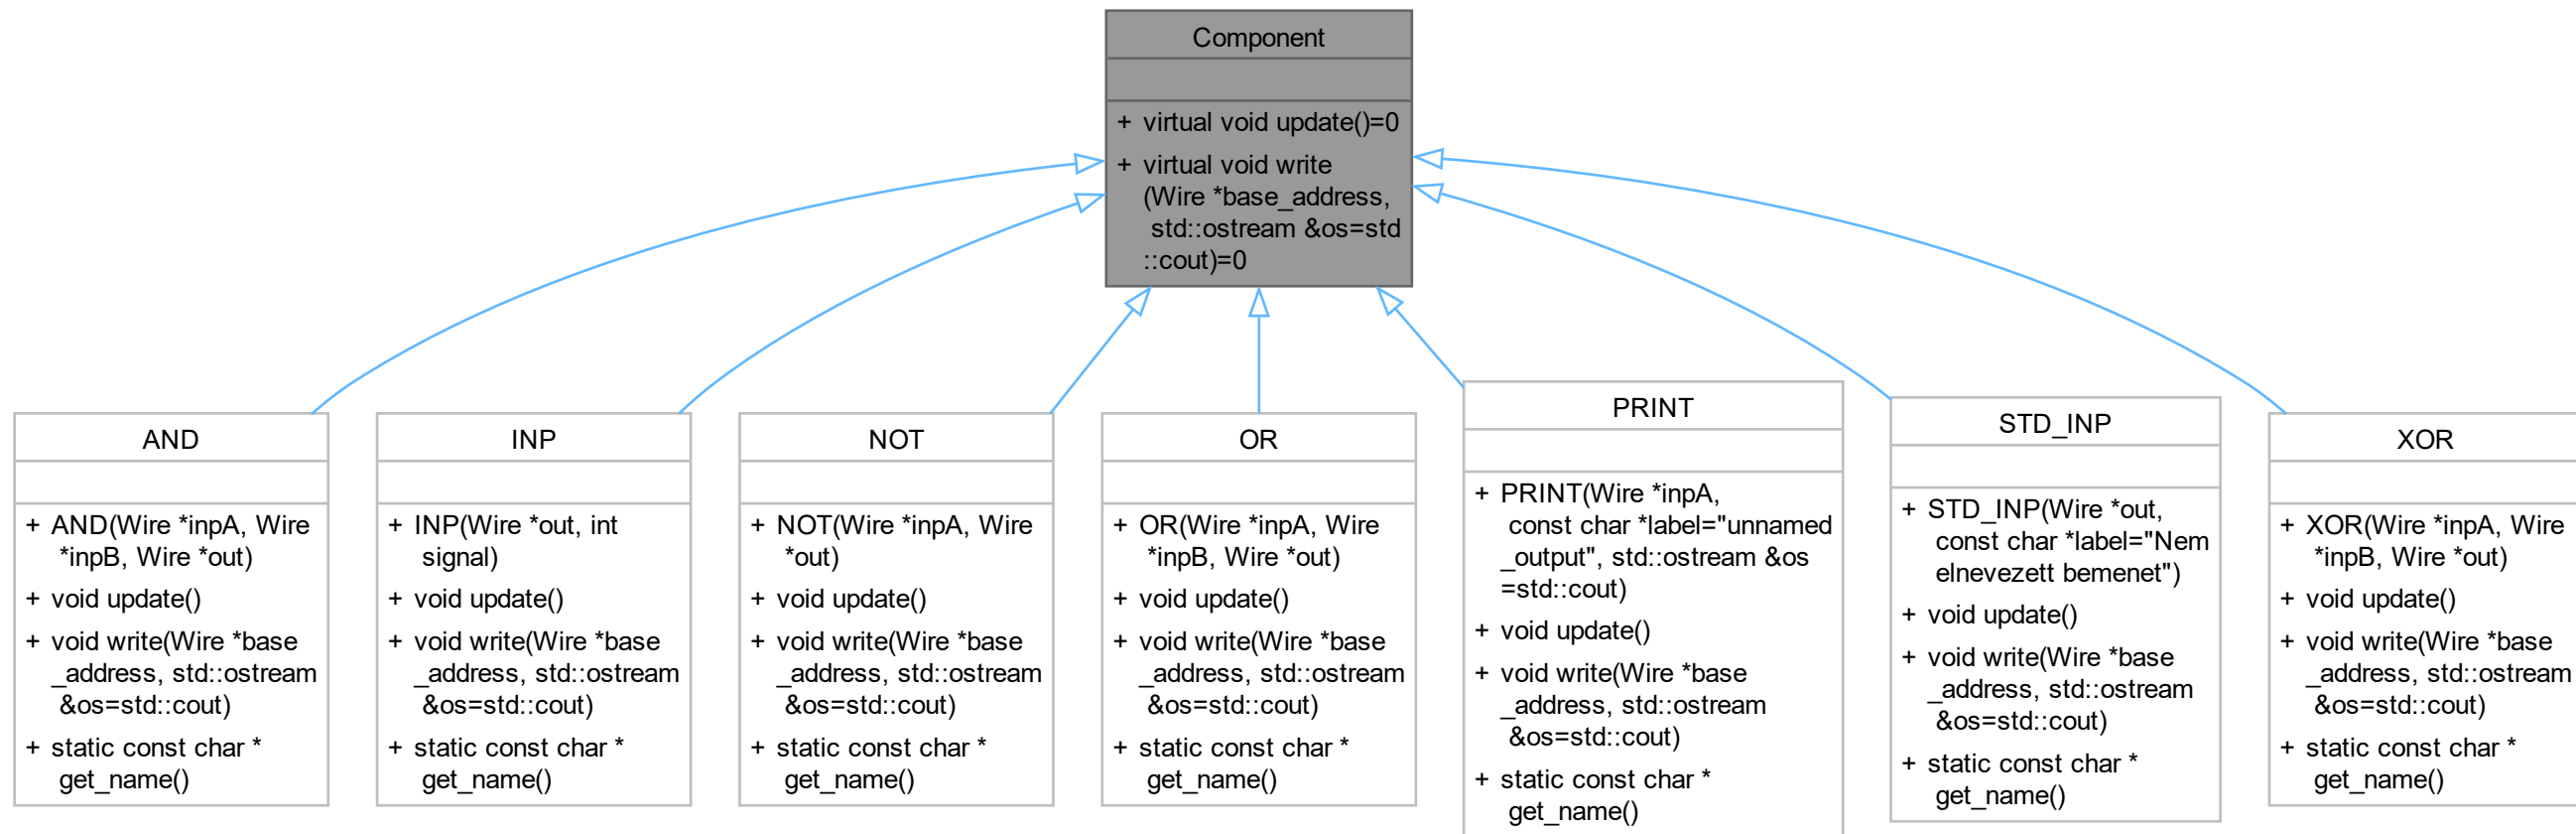 Component
+ virtual void update()=0
+ virtual void write
(Wire *base_address,
std::ostream &os=std
::cout)=0
AND
+ AND(Wire *inpA, Wire
*inpB, Wire *out)
+ void update()
+ void write(Wire *base
_address, std::ostream
&os=std::cout)
+ static const char *
get_name()
INP
+ INP(Wire *out, int
signal)
+ void update()
+ void write(Wire *base
_address, std::ostream
&os=std::cout)
+ static const char *
get_name()
NOT
+ NOT(Wire *inpA, Wire
*out)
+ void update()
+ void write(Wire *base
_address, std::ostream
&os=std::cout)
+ static const char *
get_name()
OR
+ OR(Wire *inpA, Wire
*inpB, Wire *out)
+ void update()
+ void write(Wire *base
_address, std::ostream
&os=std::cout)
+ static const char *
get_name()
PRINT
+ PRINT(Wire *inpA,
const char *label="unnamed
_output", std::ostream &os
=std::cout)
+ void update()
+ void write(Wire *base
_address, std::ostream
&os=std::cout)
+ static const char *
get_name()
STD_INP
+ STD_INP(Wire *out,
const char *label="Nem
elnevezett bemenet")
+ void update()
+ void write(Wire *base
_address, std::ostream
&os=std::cout)
+ static const char *
get_name()
XOR
+ XOR(Wire *inpA, Wire
*inpB, Wire *out)
+ void update()
+ void write(Wire *base
_address, std::ostream
&os=std::cout)
+ static const char *
get_name()